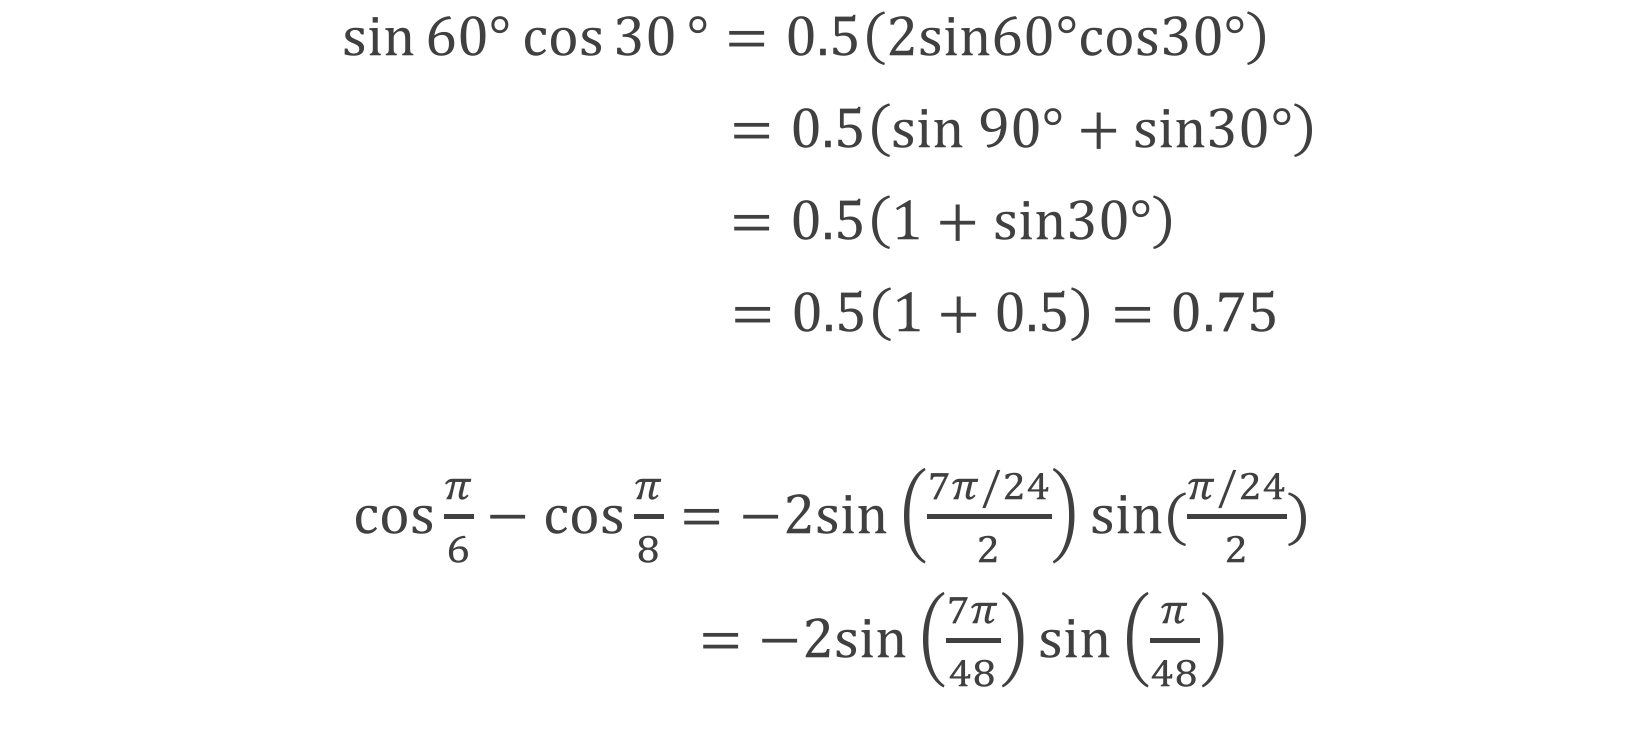 sin 60° cos 30 ° = 0.5(2sin60°cos30°)
= 0.5(sin 90° + sin30°)
= 0.5(1 + sin30°)
= 0.5(1 + 0.5) = 0.75
cos π/6 − cos π/8 = −2sin ((7π/24)/2) sin((π/24)/2)
= −2sin (7π/48) sin (π/48)